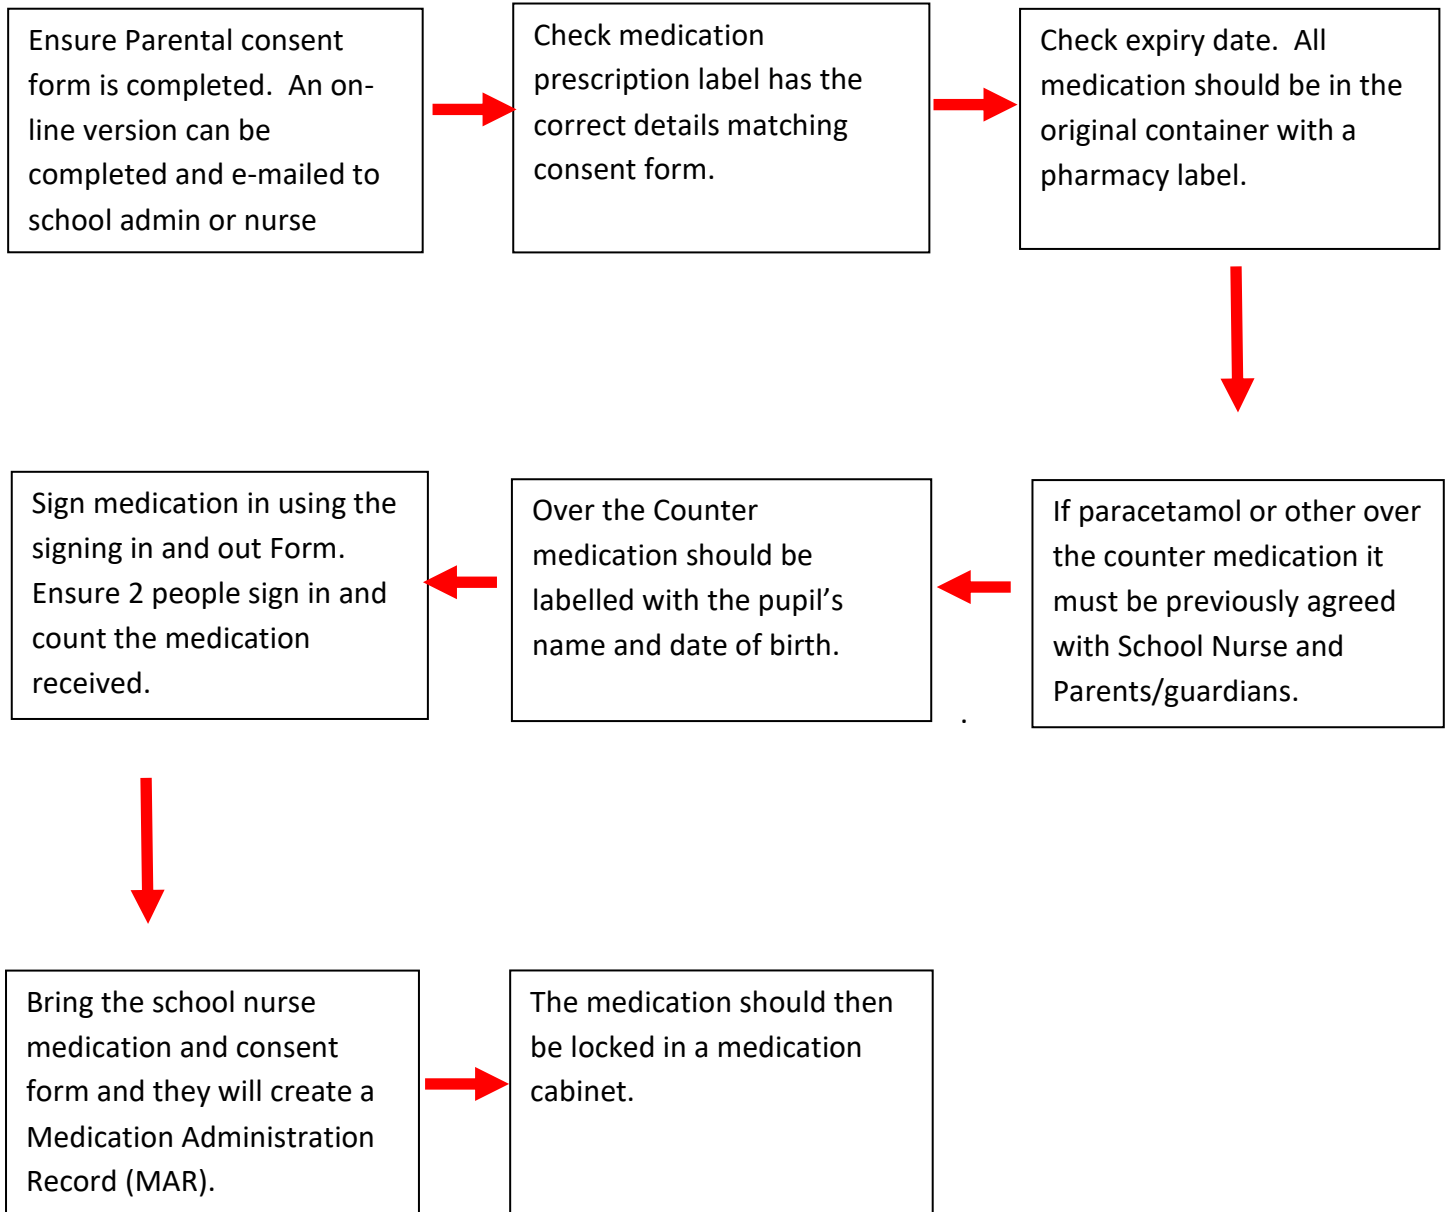 Ensure Parental consent
form is completed.  An on-
line version can be
completed and e-mailed to
school admin or nurse
Check medication
prescription label has the
correct details matching
consent form.
Check expiry date.  All
medication should be in the
original container with a
pharmacy label.
If paracetamol or other over
the counter medication it
must be previously agreed
with School Nurse and
Parents/guardians.
.
Over the Counter
medication should be
labelled with the pupil’s
name and date of birth.
Sign medication in using the
signing in and out Form.
Ensure 2 people sign in and
count the medication
received.
Bring the school nurse
medication and consent
form and they will create a
Medication Administration
Record (MAR).
The medication should then
be locked in a medication
cabinet.